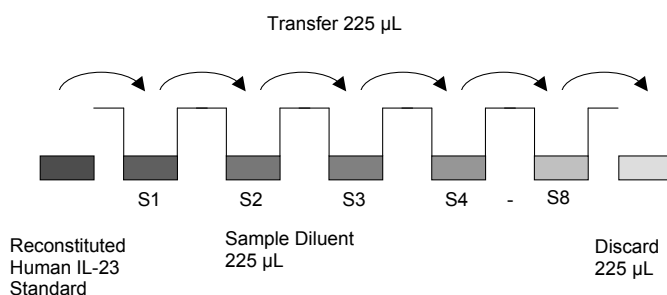 Transfer 225 µL
S1 S2 S3 S4 - S8
Reconstituted
Human IL-23
Standard
Sample Diluent
225 µL
Discard
225 µL